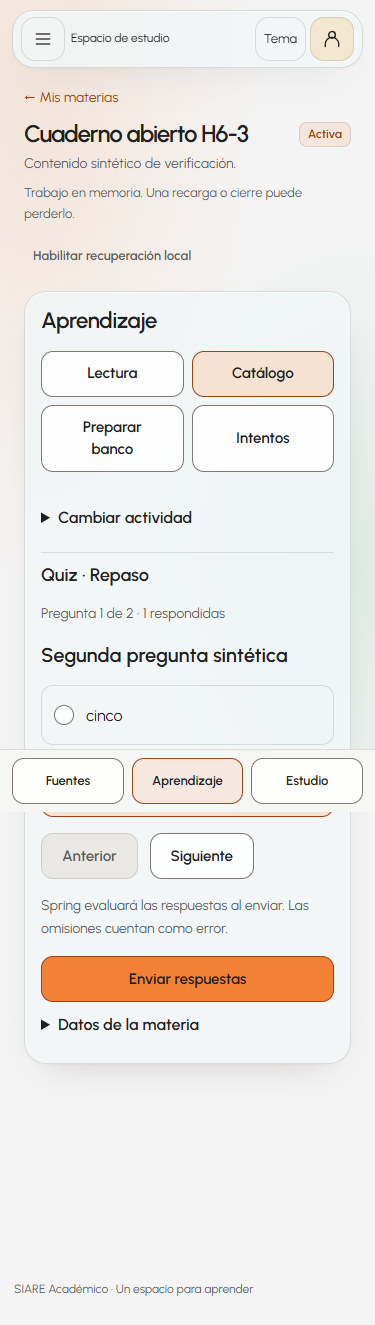 Espacio de estudio
Tema
← Mis materias
Cuaderno abierto H6-3
Activa
Contenido sintético de verificación.
Trabajo en memoria. Una recarga o cierre puede
perderlo.
Habilitar recuperación local
Aprendizaje
Lectura
Catálogo
Preparar
banco
Intentos
Cambiar actividad
Quiz · Repaso
Pregunta 1 de 2 · 1 respondidas
Segunda pregunta sintética
cinco
Fuentes
Aprendizaje
Estudio
Anterior
Siguiente
Spring evaluará las respuestas al enviar. Las
omisiones cuentan como error.
Enviar respuestas
Datos de la materia
SIARE Académico · Un espacio para aprender